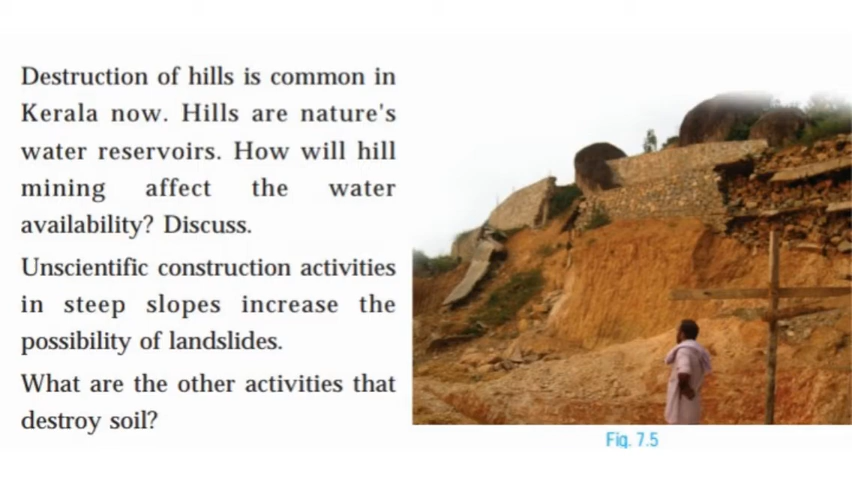 Destruction of hills is common in
Kerala now. Hills are nature's
water reservoirs. How will hill
mining affect the water
availability? Discuss.
Unscientific construction activities
in steep slopes increase the
possibility of landslides.
What are the other activities that
destroy soil?
Fig. 7.5